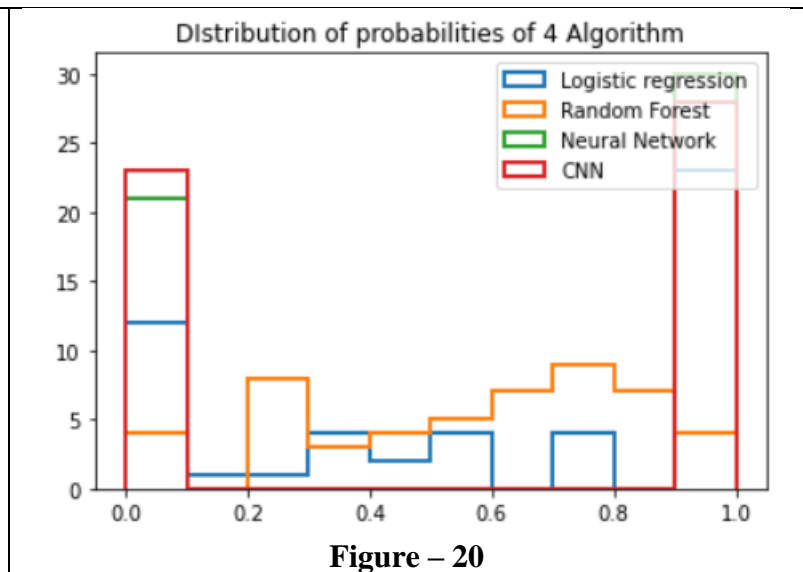 DIstribution of probabilities of 4 Algorithm
30
25
20
15
10
5
0
Logistic regression
Random Forest
Neural Network
CNN
0.0 0.2 0.4 0.6 0.8 1.0
Figure – 20